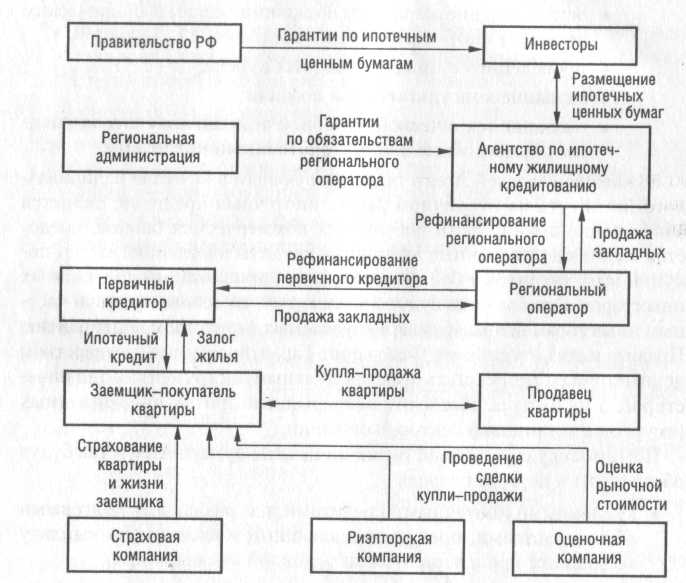 Правительство РФ
Гарантии по ипотечным
ценным бумагам
Инвесторы
Размещение
ипотечных
ценных бумаг
Региональная
администрация
Гарантии
по обязательствам
регионального
оператора
Агентство по ипотеч-
ному жилищному
кредитованию
Рефинансирование
регионального
оператора
Продажа
закладных
Первичный
кредитор
Рефинансирование
первичного кредитора
Продажа закладных
Региональный
оператор
Ипотечный
кредит
Залог
жилья
Заемщик–покупатель
квартиры
Купля–продажа
квартиры
Продавец
квартиры
Страхование
квартиры
и жизни
заемщика
Проведение
сделки
купли–продажи
Оценка
рыночной
стоимости
Страховая
компания
Риэлторская
компания
Оценочная
компания